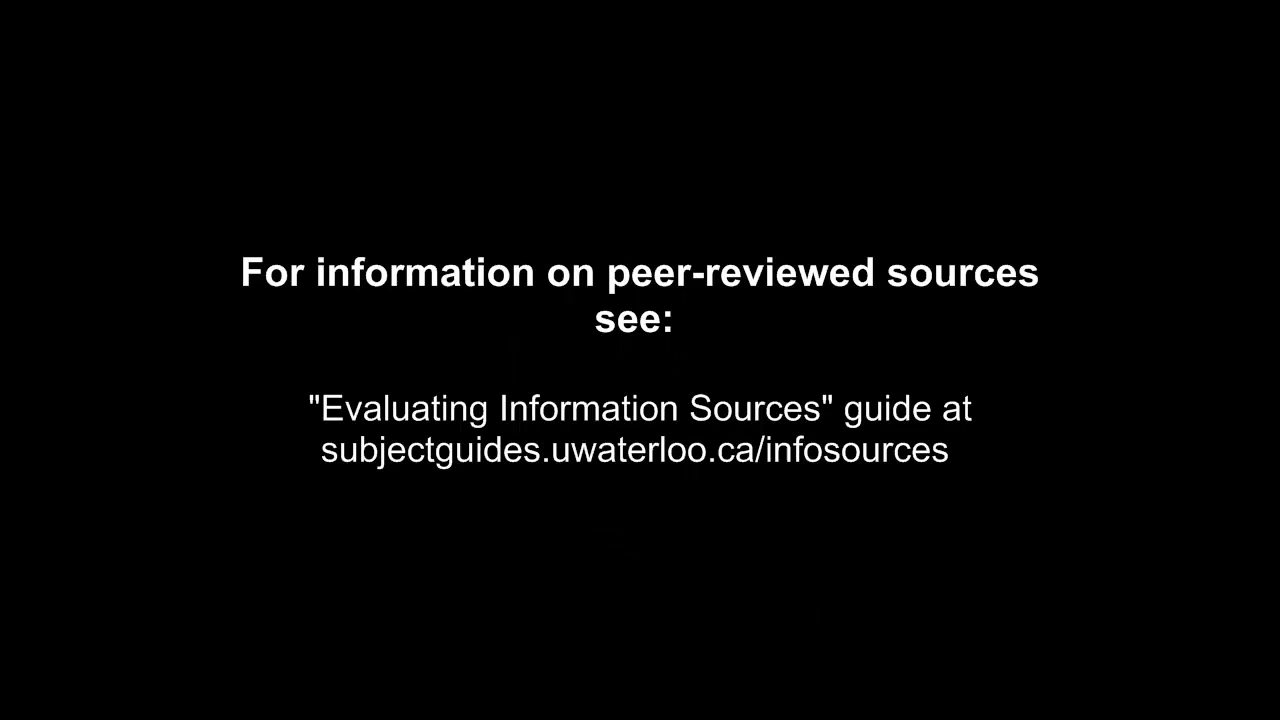 For information on peer-reviewed sources
see:
"Evaluating Information Sources" guide at
subjectguides.uwaterloo.ca/infosources